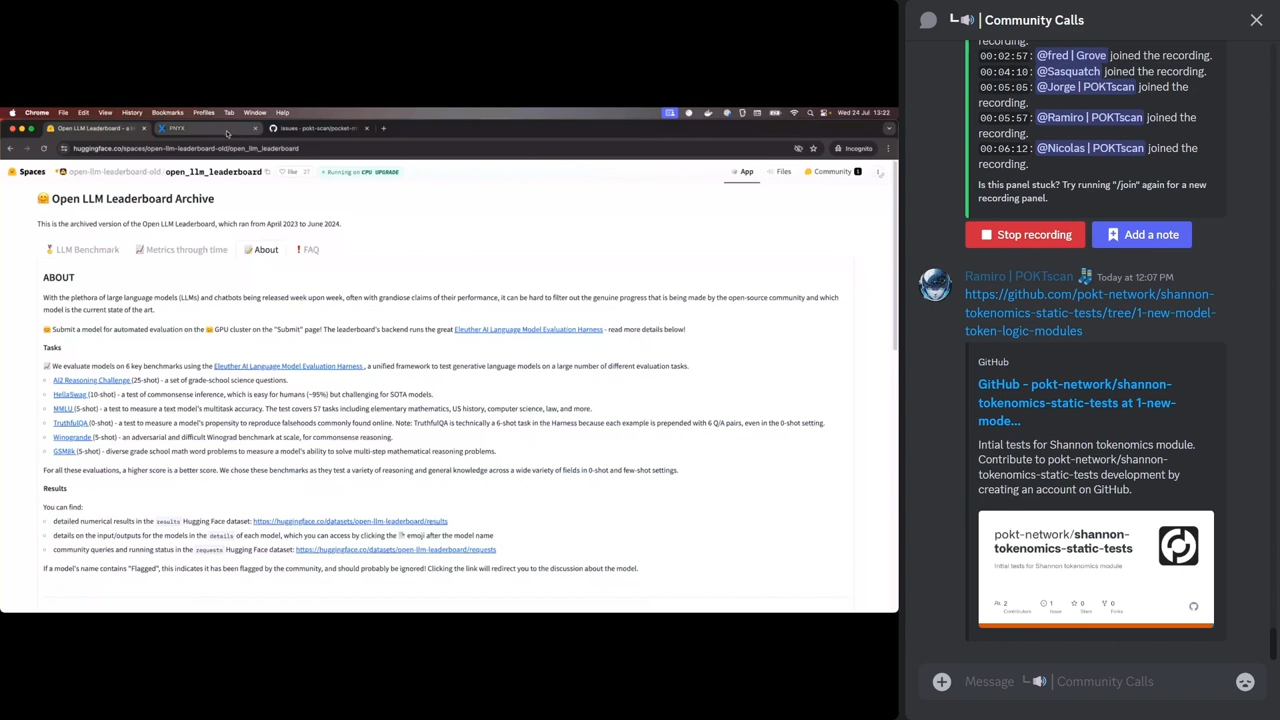 Chrome File Edit View History Bookmarks Profiles Tab Window Help
Wed 24 Jul 13:22
Open LLM Leaderboard - a
PNYX
Issues · pokt-scan/pocket-m
huggingface.co/spaces/open-llm-leaderboard-old/open_llm_leaderboard
Incognito
Spaces
open-llm-leaderboard-old/
open_llm_leaderboard
like 27
Running on CPU UPGRADE
App
Files
Community 1
Open LLM Leaderboard Archive
This is the archived version of the Open LLM Leaderboard, which ran from April 2023 to June 2024.
LLM Benchmark
Metrics through time
About
FAQ
ABOUT
With the plethora of large language models (LLMs) and chatbots being released week upon week, often with grandiose claims of their performance, it can be hard to filter out the genuine progress that is being made by the open-source community and which
model is the current state of the art.
Submit a model for automated evaluation on the 🤗 GPU cluster on the "Submit" page! The leaderboard's backend runs the great Eleuther AI Language Model Evaluation Harness - read more details below!
Tasks
We evaluate models on 6 key benchmarks using the Eleuther AI Language Model Evaluation Harness , a unified framework to test generative language models on a large number of different evaluation tasks.
AI2 Reasoning Challenge (25-shot) - a set of grade-school science questions.
HellaSwag (10-shot) - a test of commonsense inference, which is easy for humans (~95%) but challenging for SOTA models.
MMLU (5-shot) - a test to measure a text model's multitask accuracy. The test covers 57 tasks including elementary mathematics, US history, computer science, law, and more.
TruthfulQA (0-shot) - a test to measure a model's propensity to reproduce falsehoods commonly found online. Note: TruthfulQA is technically a 6-shot task in the Harness because each example is prepended with 6 Q/A pairs, even in the 0-shot setting.
Winogrande (5-shot) - an adversarial and difficult Winograd benchmark at scale, for commonsense reasoning.
GSM8k (5-shot) - diverse grade school math word problems to measure a model's ability to solve multi-step mathematical reasoning problems.
For all these evaluations, a higher score is a better score. We chose these benchmarks as they test a variety of reasoning and general knowledge across a wide variety of fields in 0-shot and few-shot settings.
Results
You can find:
detailed numerical results in the results Hugging Face dataset: https://huggingface.co/datasets/open-llm-leaderboard/results
details on the input/outputs for the models in the details of each model, which you can access by clicking the 📄 emoji after the model name
community queries and running status in the requests Hugging Face dataset: https://huggingface.co/datasets/open-llm-leaderboard/requests
If a model's name contains "Flagged", this indicates it has been flagged by the community, and should probably be ignored! Clicking the link will redirect you to the discussion about the model.
Community Calls
recording.
00:02:57: @fred | Grove joined the recording.
00:04:10: @Sasquatch joined the recording.
00:05:05: @Jorge | POKTscan joined the
recording.
00:05:57: @Ramiro | POKTscan joined the
recording.
00:06:12: @Nicolas | POKTscan joined the
recording.
Is this panel stuck? Try running "/join" again for a new
recording panel.
Stop recording
Add a note
Ramiro | POKTscan Today at 12:07 PM
https://github.com/pokt-network/shannon-
tokenomics-static-tests/tree/1-new-model-
token-logic-modules
GitHub
GitHub - pokt-network/shannon-
tokenomics-static-tests at 1-new-
mode...
Intial tests for Shannon tokenomics module.
Contribute to pokt-network/shannon-
tokenomics-static-tests development by
creating an account on GitHub.
pokt-network/shannon-
tokenomics-static-tests
Intial tests for Shannon tokenomics module
2
Contributors
1
Issue
0
Stars
0
Forks
Message Community Calls